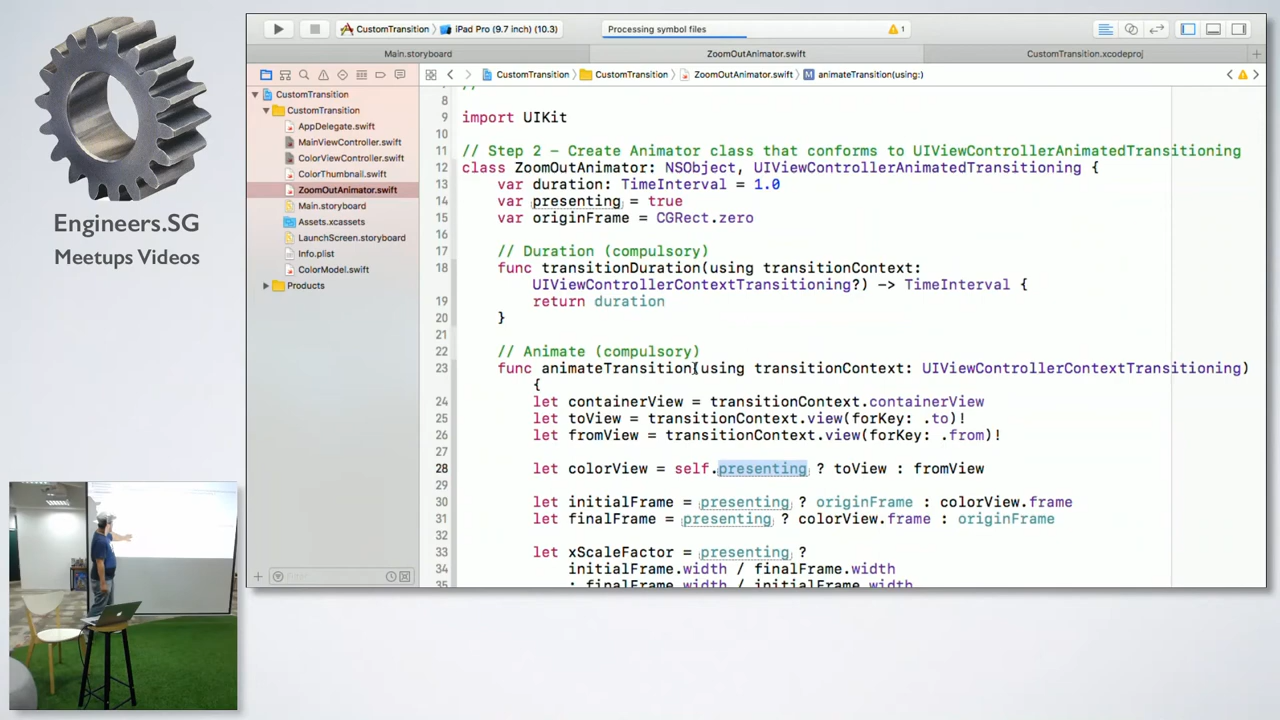 CustomTransition
iPad Pro (9.7 inch) (10.3)
Processing symbol files
1
Main.storyboard
ZoomOutAnimator.swift
CustomTransition.xcodeproj
CustomTransition
CustomTransition
ZoomOutAnimator.swift
M
animateTransition(using:)
CustomTransition
CustomTransition
AppDelegate.swift
MainViewController.swift
ColorViewController.swift
ColorThumbnail.swift
ZoomOutAnimator.swift
Main.storyboard
Assets.xcassets
LaunchScreen.storyboard
Info.plist
ColorModel.swift
Products
Engineers.SG
Meetups Videos
7 //
8
9 import UIKit
10
11 // Step 2 – Create Animator class that conforms to UIViewControllerAnimatedTransitioning
12 class ZoomOutAnimator: NSObject, UIViewControllerAnimatedTransitioning {
13 var duration: TimeInterval = 1.0
14 var presenting = true
15 var originFrame = CGRect.zero
16
17 // Duration (compulsory)
18 func transitionDuration(using transitionContext:
UIViewControllerContextTransitioning?) -> TimeInterval {
19 return duration
20 }
21
22 // Animate (compulsory)
23 func animateTransition(using transitionContext: UIViewControllerContextTransitioning)
{
24 let containerView = transitionContext.containerView
25 let toView = transitionContext.view(forKey: .to)!
26 let fromView = transitionContext.view(forKey: .from)!
28 let colorView = self.presenting ? toView : fromView
29
30 let initialFrame = presenting ? originFrame : colorView.frame
31 let finalFrame = presenting ? colorView.frame : originFrame
32
33 let xScaleFactor = presenting ?
34 initialFrame.width / finalFrame.width
35 : finalFrame.width / initialFrame.width